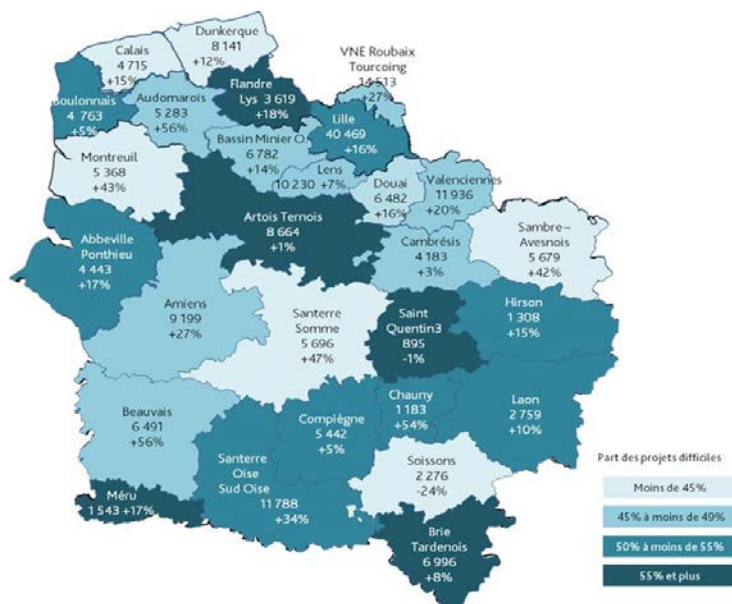 Dunkerque
8 141
+12%
Calais
4 715
+15%
VNE Roubaix
Tourcoing
14 513
+27%
Flandre
Lys 3 619
+18%
Boulonnais
4 763
+5%
Audomarois
5 283
+56%
Lille
40 469
+16%
Bassin Minier O.
6 782
+14%
Montreuil
5 368
+43%
Lens
10 230 +7%
Douai
6 482
+16%
Valenciennes
11 936
+20%
Artois Ternois
8 664
+1%
Sambre–
Avesnois
5 679
+42%
Abbeville
Ponthieu
4 443
+17%
Cambrésis
4 183
+3%
Amiens
9 199
+27%
Santerre
Somme
5 696
+47%
Saint
Quentin3
895
-1%
Hirson
1 308
+15%
Beauvais
6 491
+56%
Compiègne
5 442
+5%
Chauny
1 183
+54%
Laon
2 759
+10%
Santerre
Oise
Sud Oise
11 788
+34%
Soissons
2 276
-24%
Méru
1 543 +17%
Brie
Tardenois
6 996
+8%
Part des projets difficiles
Moins de 45%
45% à moins de 49%
50% à moins de 55%
55% et plus